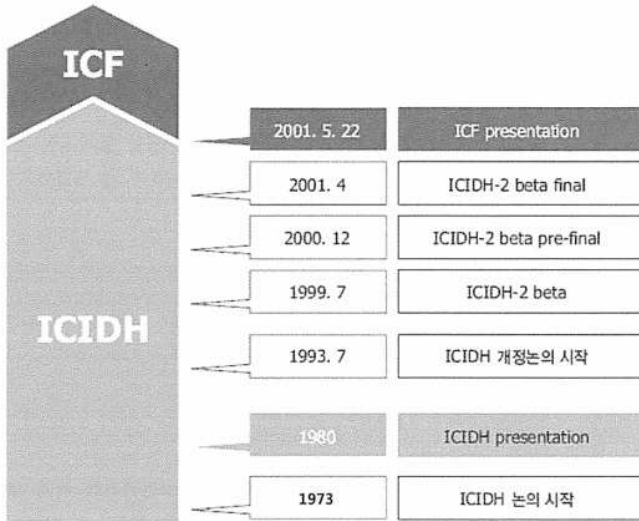 ICF
2001. 5. 22 ICF presentation
2001. 4 ICIDH-2 beta final
2000. 12 ICIDH-2 beta pre-final
1999. 7 ICIDH-2 beta
ICIDH
1993. 7 ICIDH 개정논의 시작
1980 ICIDH presentation
1973 ICIDH 논의 시작